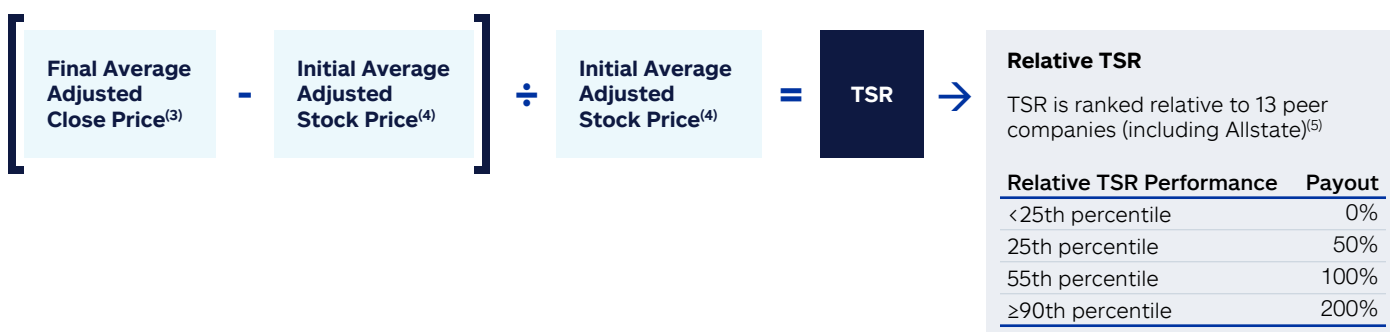 Final Average
Adjusted
Close Price(3)
-
Initial Average
Adjusted
Stock Price(4)
÷
Initial Average
Adjusted
Stock Price(4)
=
TSR
→
Relative TSR
TSR is ranked relative to 13 peer
companies (including Allstate)(5)
Relative TSR Performance Payout
<25th percentile 0%
25th percentile 50%
55th percentile 100%
≥90th percentile 200%